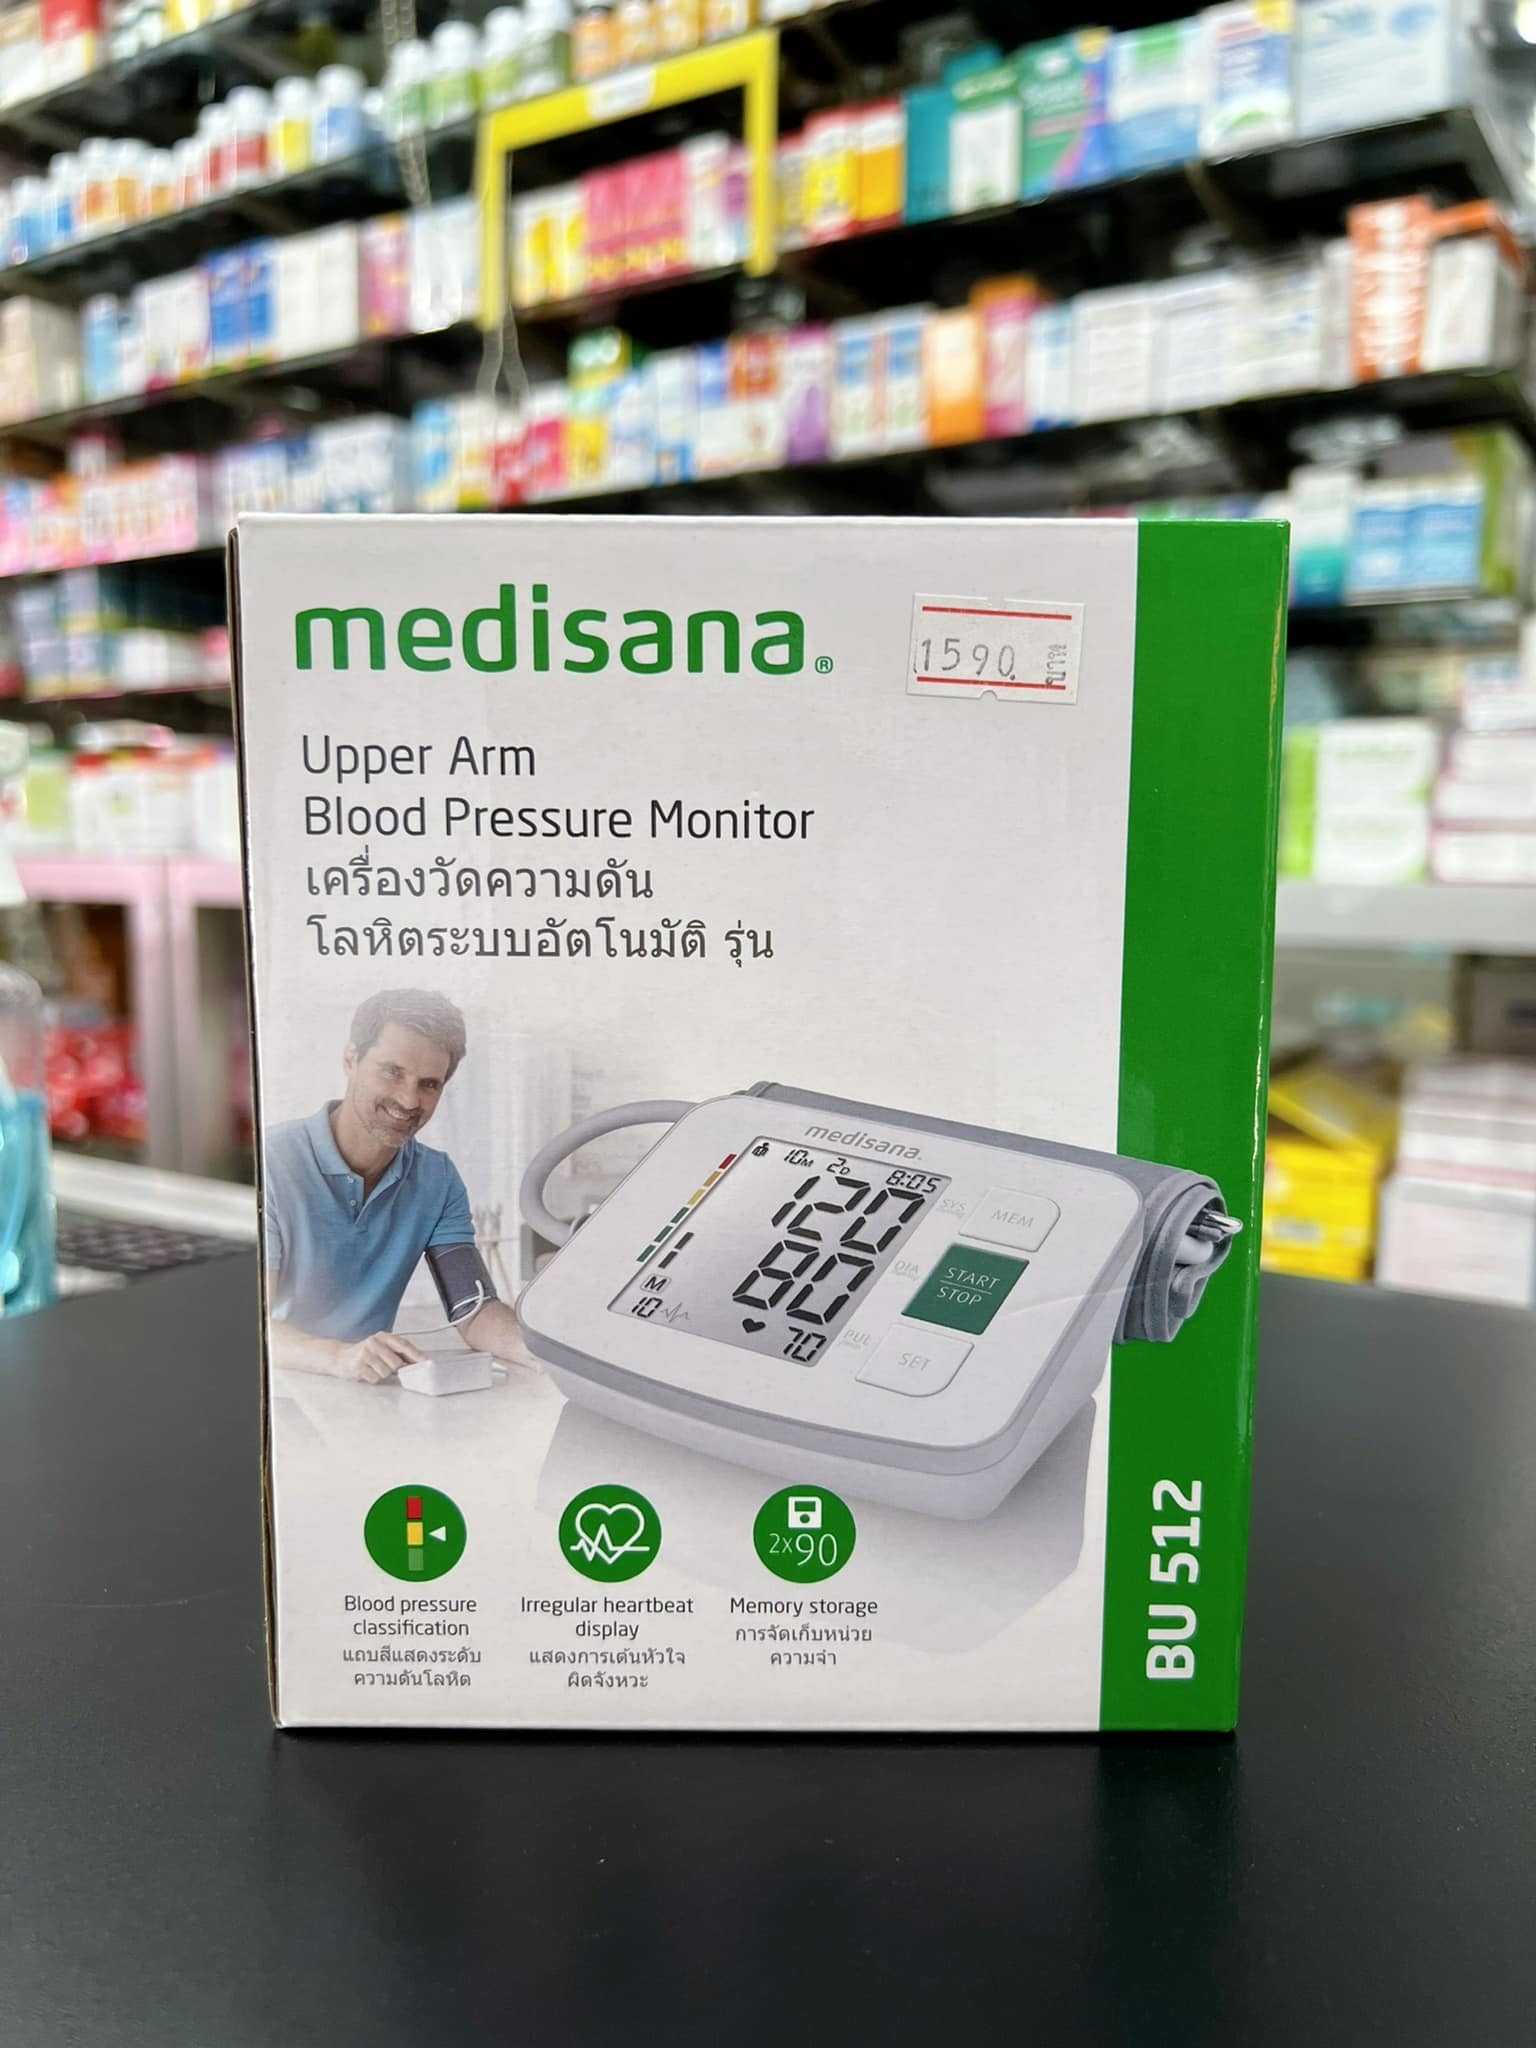 medisana®
1590. บาท
Upper Arm
Blood Pressure Monitor
เครื่องวัดความดัน
โลหิตระบบอัตโนมัติ รุ่น
medisana.
10M 2D 8:05
120
80
70
M
10
SYS
DIA
PUL
MEM
START
STOP
SET
2x90
Blood pressure
classification
แถบสีแสดงระดับ
ความดันโลหิต
Irregular heartbeat
display
แสดงการเต้นหัวใจ
ผิดจังหวะ
Memory storage
การจัดเก็บหน่วย
ความจำ
BU 512